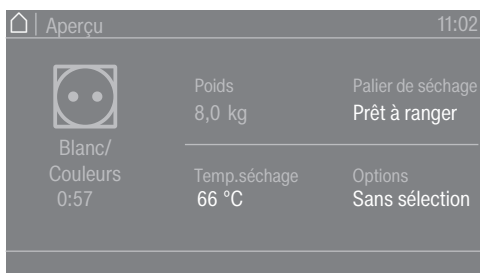 Aperçu 11:02
Blanc/
Couleurs
0:57
Poids
8,0 kg
Palier de séchage
Prêt à ranger
Temp.séchage
66 °C
Options
Sans sélection